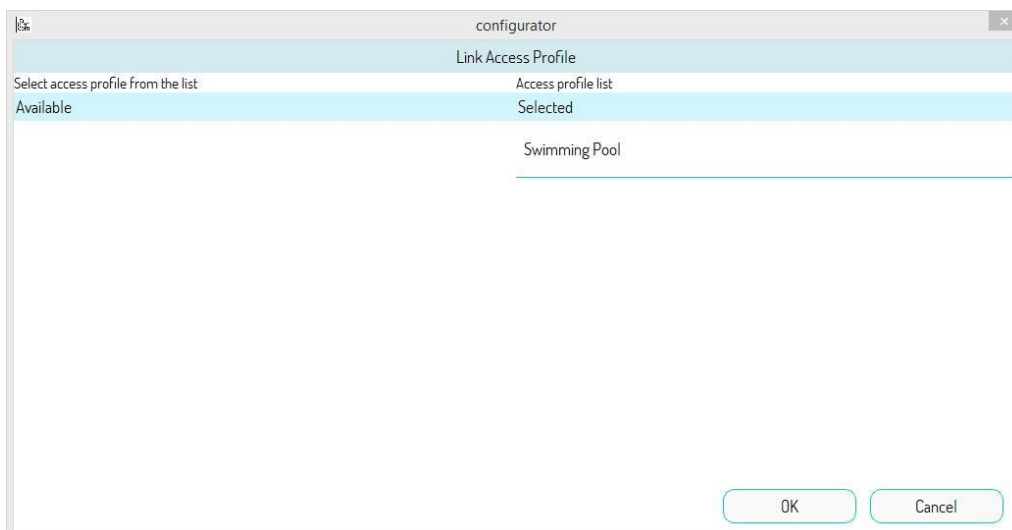 configurator
Link Access Profile
Select access profile from the list
Access profile list
Available
Selected
Swimming Pool
OK
Cancel